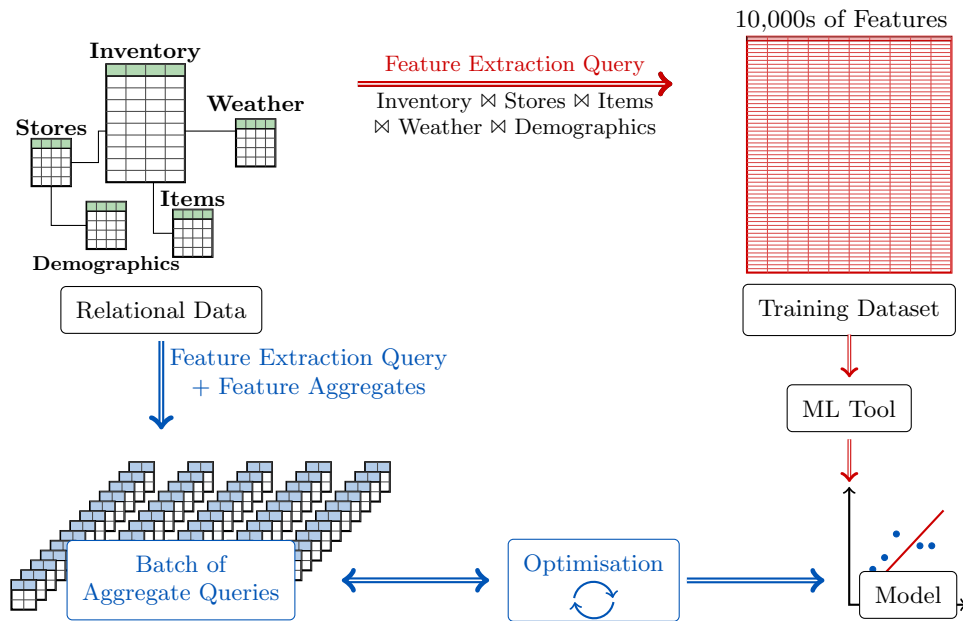 10,000s of Features
Inventory
Feature Extraction Query
Inventory ⋈ Stores ⋈ Items
⋈ Weather ⋈ Demographics
Weather
Stores
Items
Demographics
Relational Data
Training Dataset
Feature Extraction Query
+ Feature Aggregates
ML Tool
Batch of
Aggregate Queries
Optimisation
Model